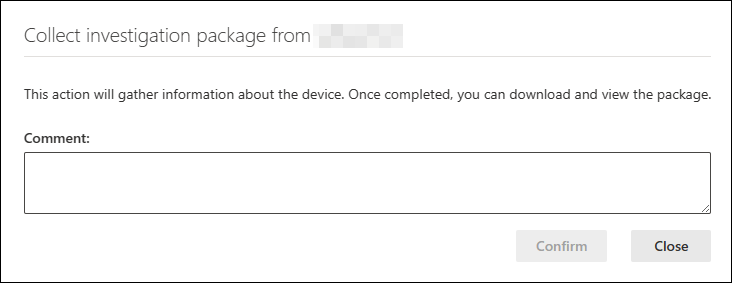 Collect investigation package from
This action will gather information about the device. Once completed, you can download and view the package.
Comment:
Confirm
Close